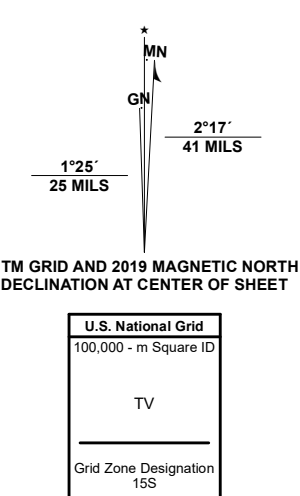 ★
MN
GN
2°17´
41 MILS
1°25´
25 MILS
TM GRID AND 2019 MAGNETIC NORTH
DECLINATION AT CENTER OF SHEET
U.S. National Grid
100,000 - m Square ID
TV
Grid Zone Designation
15S